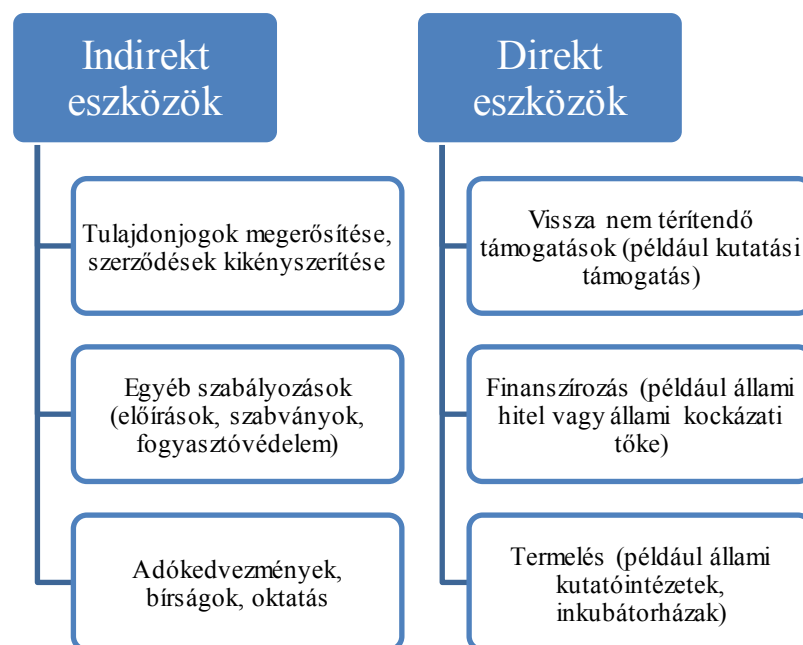 Indirekt
eszközök
Tulajdonjogok megerősítése,
szerződések kikényszerítése
Egyéb szabályozások
(előírások, szabványok,
fogyasztóvédelem)
Adókedvezmények,
bírságok, oktatás
Direkt
eszközök
Vissza nem térítendő
támogatások (például kutatási
támogatás)
Finanszírozás (például állami
hitel vagy állami kockázati
tőke)
Termelés (például állami
kutatóintézetek,
inkubátorházak)